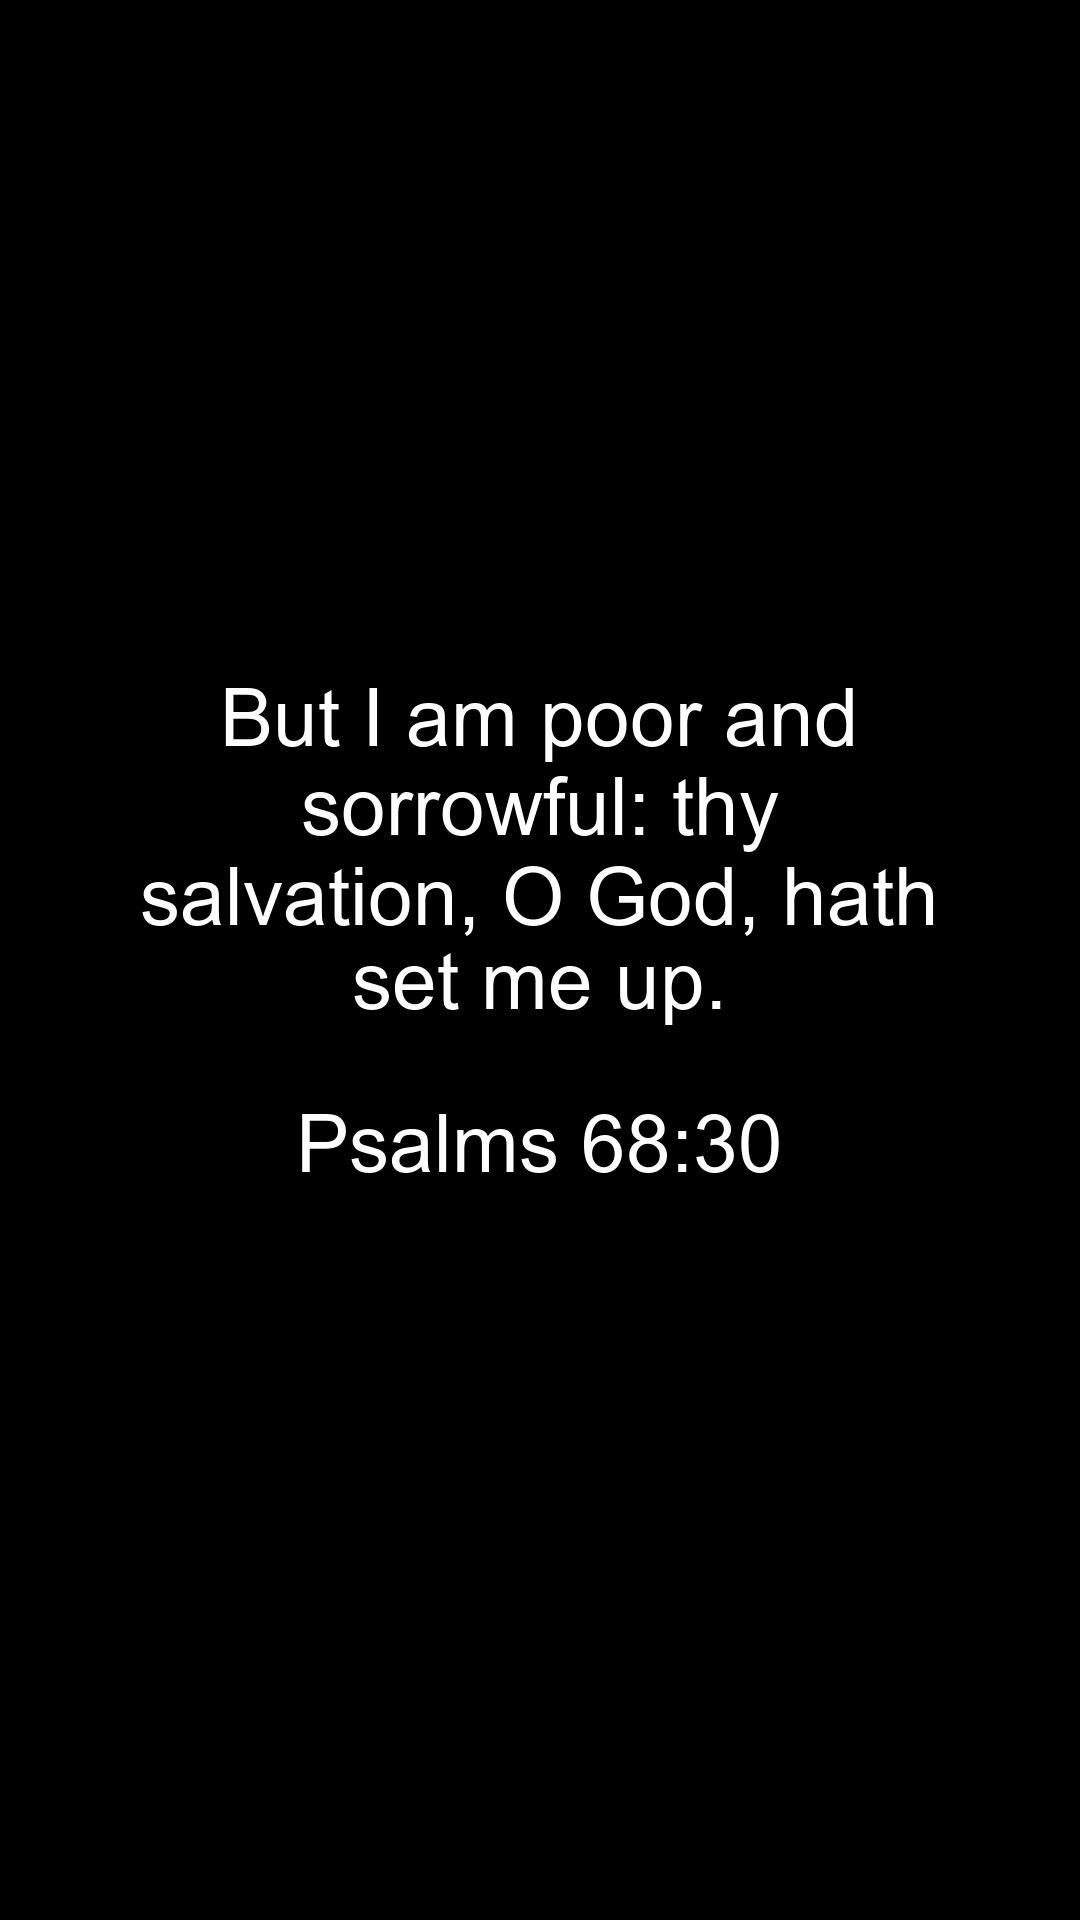 But I am poor and
sorrowful: thy
salvation, O God, hath
set me up.
Psalms 68:30